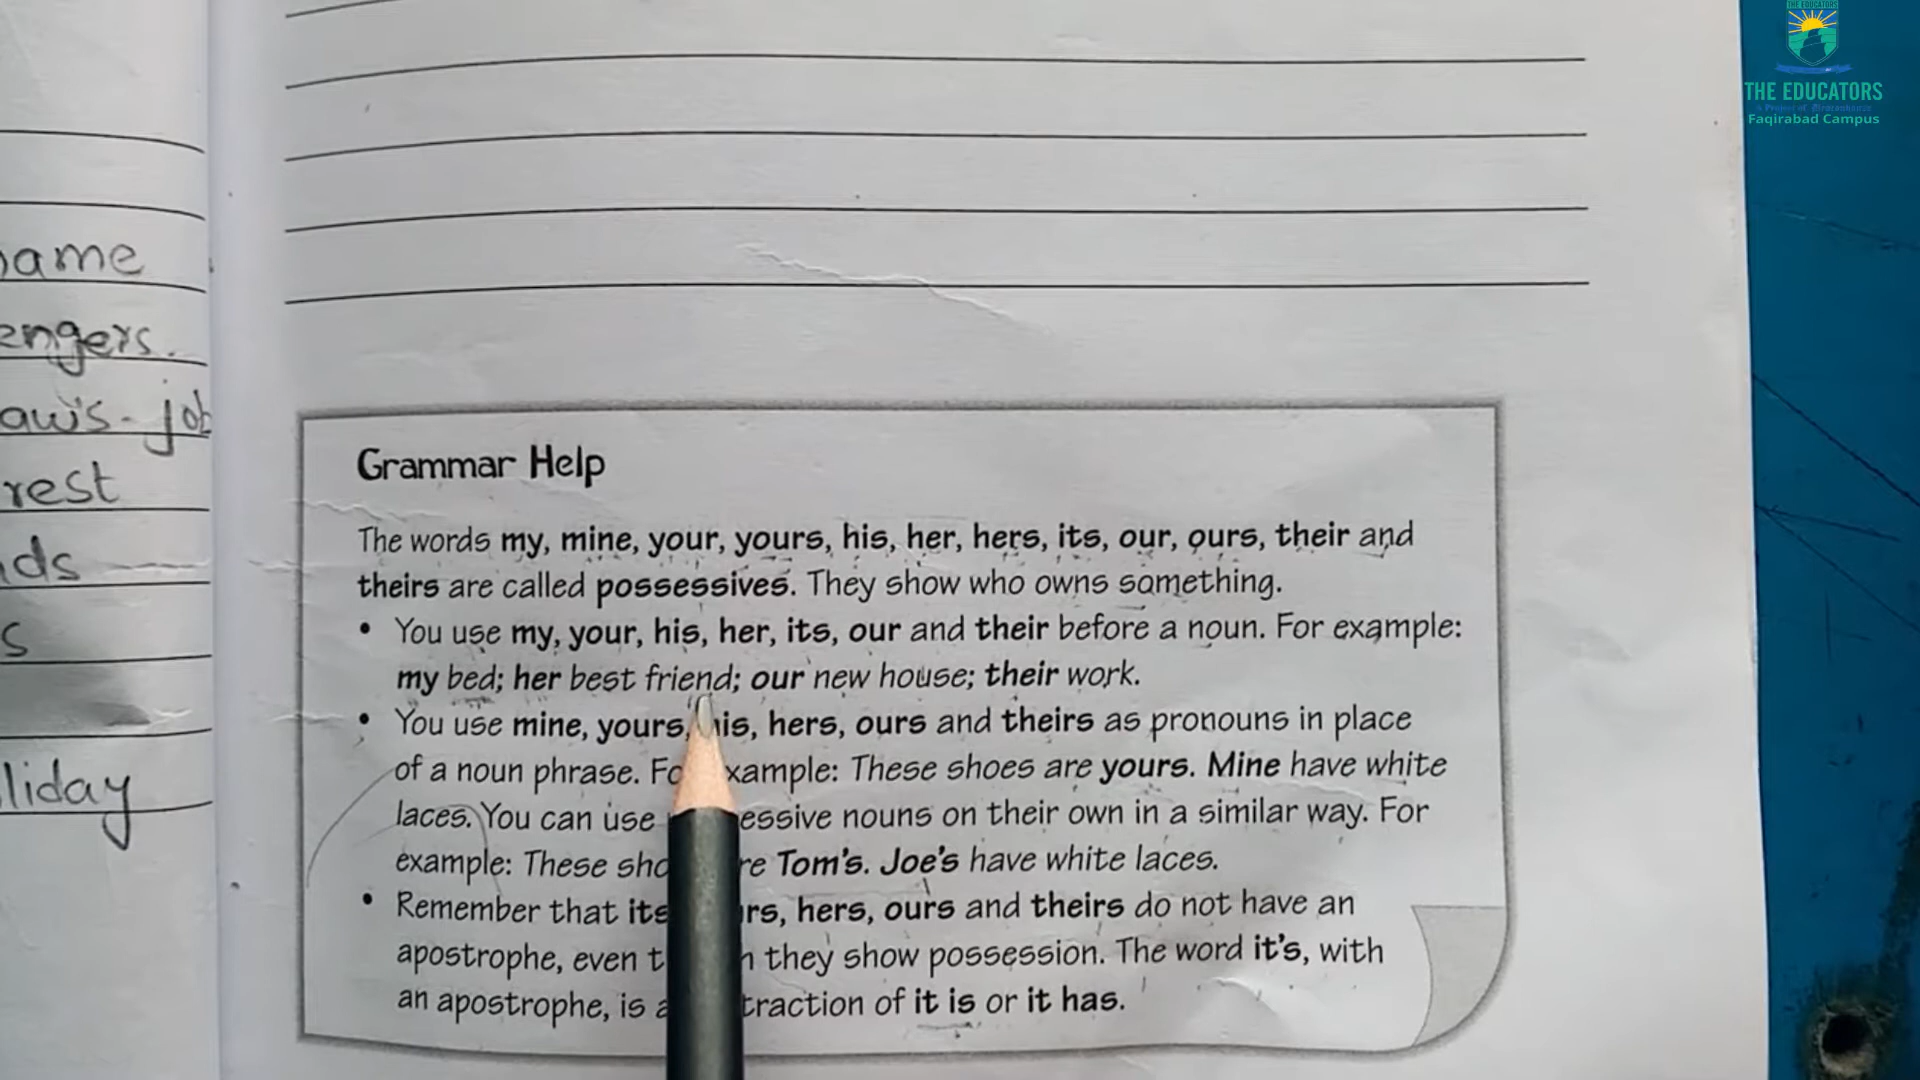 THE EDUCATORS
THE EDUCATORS
Faqirabad Campus
name
engers.
aw's - job
rest
nds
s
liday
Grammar Help
The words my, mine, your, yours, his, her, hers, its, our, ours, their and
theirs are called possessives. They show who owns something.
• You use my, your, his, her, its, our and their before a noun. For example:
my bed; her best friend; our new house; their work.
• You use mine, yours, his, hers, ours and theirs as pronouns in place
of a noun phrase. For example: These shoes are yours. Mine have white
laces. You can use essive nouns on their own in a similar way. For
example: These sho re Tom's. Joe's have white laces.
• Remember that its rs, hers, ours and theirs do not have an
apostrophe, even t h they show possession. The word it's, with
an apostrophe, is a traction of it is or it has.